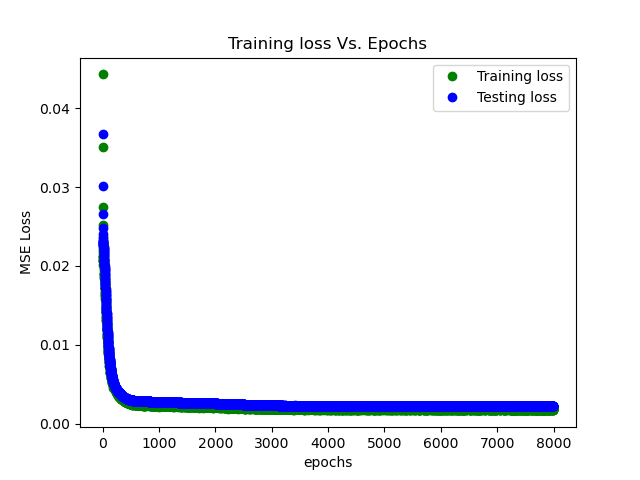 Training loss Vs. Epochs
Training loss
Testing loss
MSE Loss
0.04
0.03
0.02
0.01
0.00
0 1000 2000 3000 4000 5000 6000 7000 8000
epochs